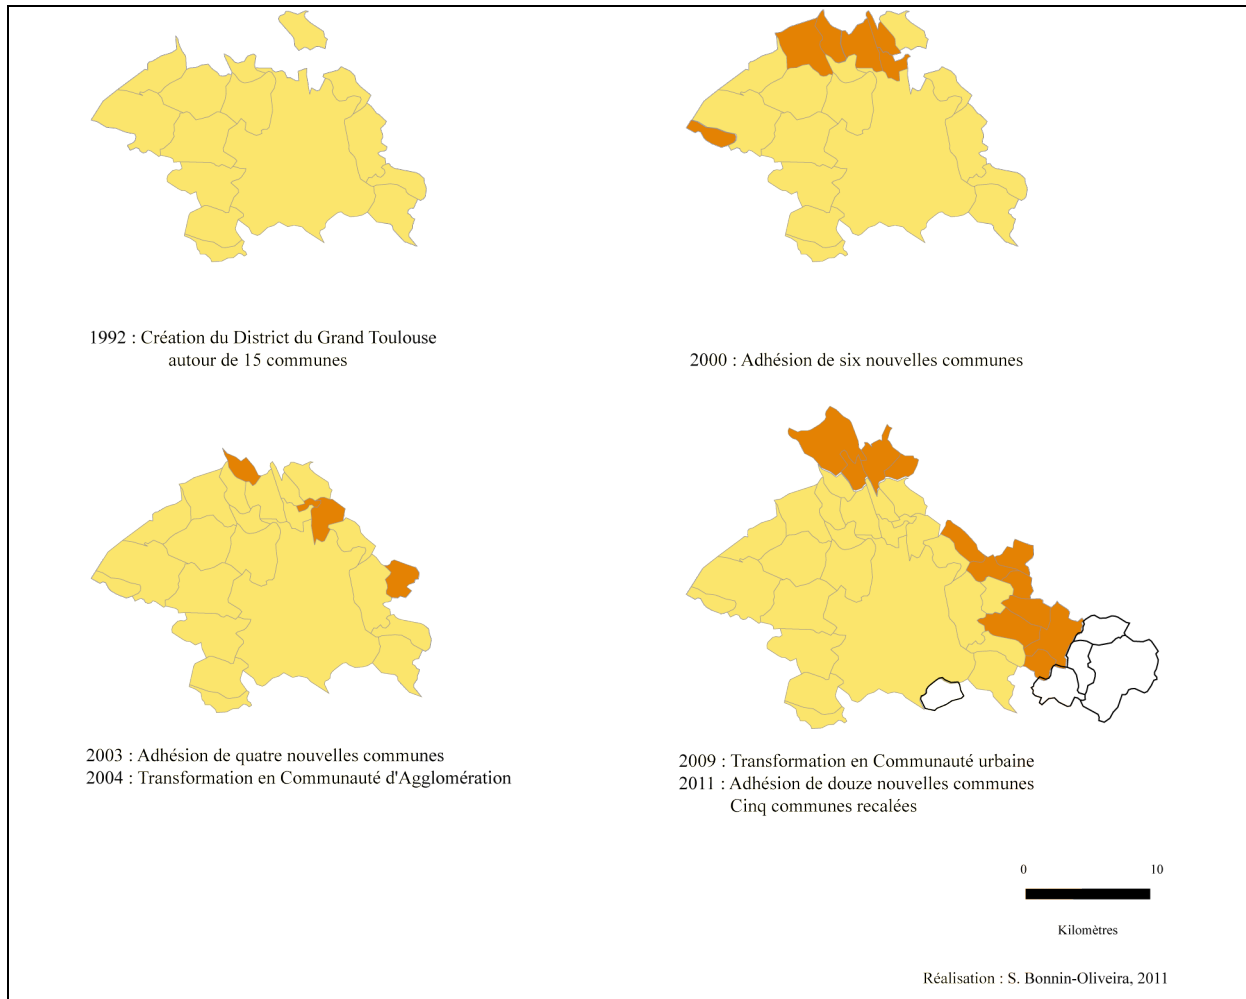 1992 : Création du District du Grand Toulouse
autour de 15 communes
2000 : Adhésion de six nouvelles communes
2003 : Adhésion de quatre nouvelles communes
2004 : Transformation en Communauté d'Agglomération
2009 : Transformation en Communauté urbaine
2011 : Adhésion de douze nouvelles communes
Cinq communes recalées
0 10
Kilomètres
Réalisation : S. Bonnin-Oliveira, 2011